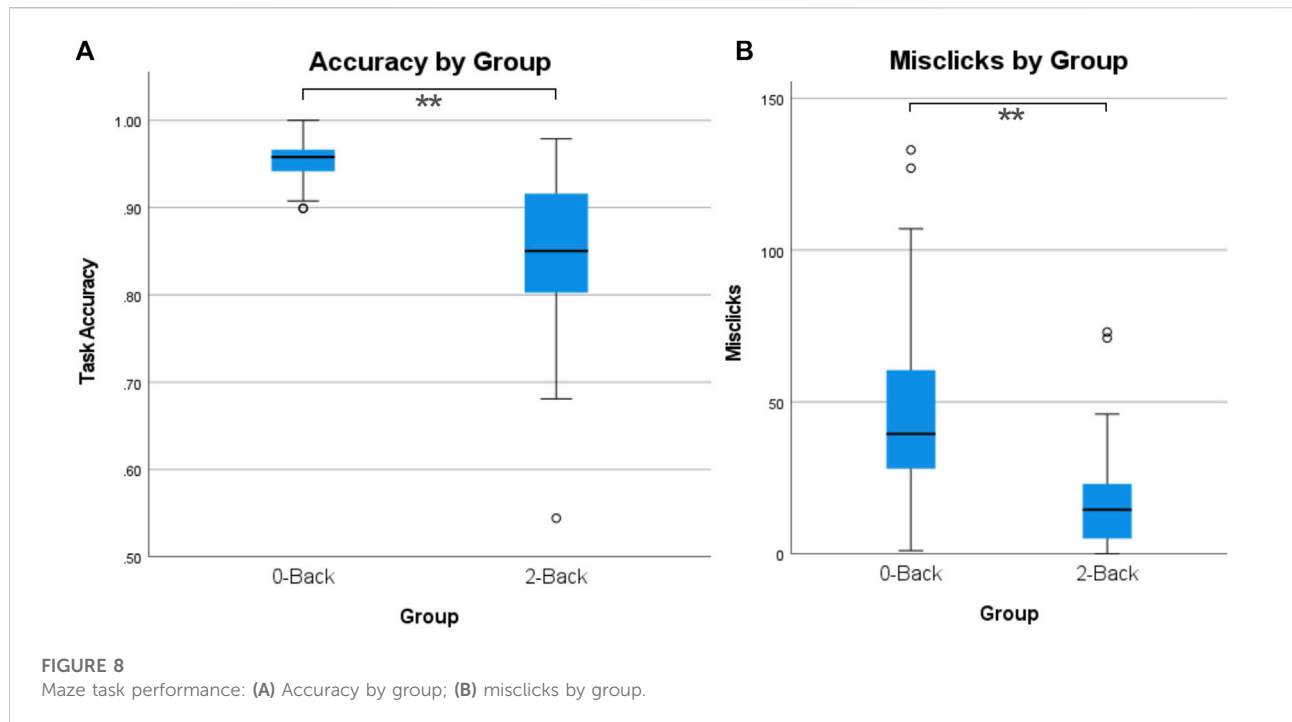 A
Accuracy by Group
**
1.00
.90
.80
.70
.60
.50
Task Accuracy
0-Back
2-Back
Group
B
Misclicks by Group
**
150
100
50
0
Misclicks
0-Back
2-Back
Group
FIGURE 8
Maze task performance: (A) Accuracy by group; (B) misclicks by group.